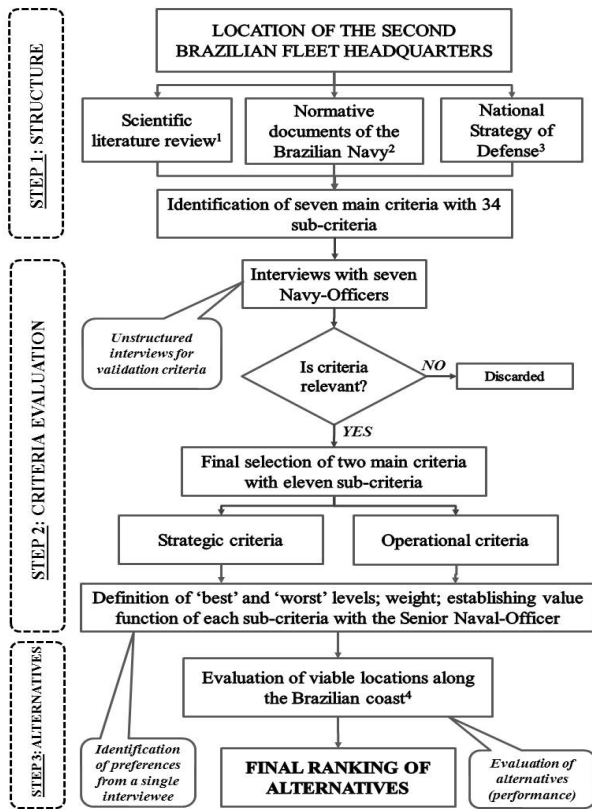 LOCATION OF THE SECOND
BRAZILIAN FLEET HEADQUARTERS
STEP 1: STRUCTURE
Scientific
literature review¹
Normative
documents of the
Brazilian Navy²
National
Strategy of
Defense³
Identification of seven main criteria with 34
sub-criteria
STEP 2: CRITERIA EVALUATION
Interviews with seven
Navy-Officers
Unstructured
interviews for
validation criteria
Is criteria
relevant?
NO
Discarded
YES
Final selection of two main criteria
with eleven sub-criteria
Strategic criteria
Operational criteria
Definition of ‘best’ and ‘worst’ levels; weight; establishing value
function of each sub-criteria with the Senior Naval-Officer
STEP 3: ALTERNATIVES
Evaluation of viable locations along
the Brazilian coast⁴
Identification
of preferences
from a single
interviewee
FINAL RANKING OF
ALTERNATIVES
Evaluation of
alternatives
(performance)